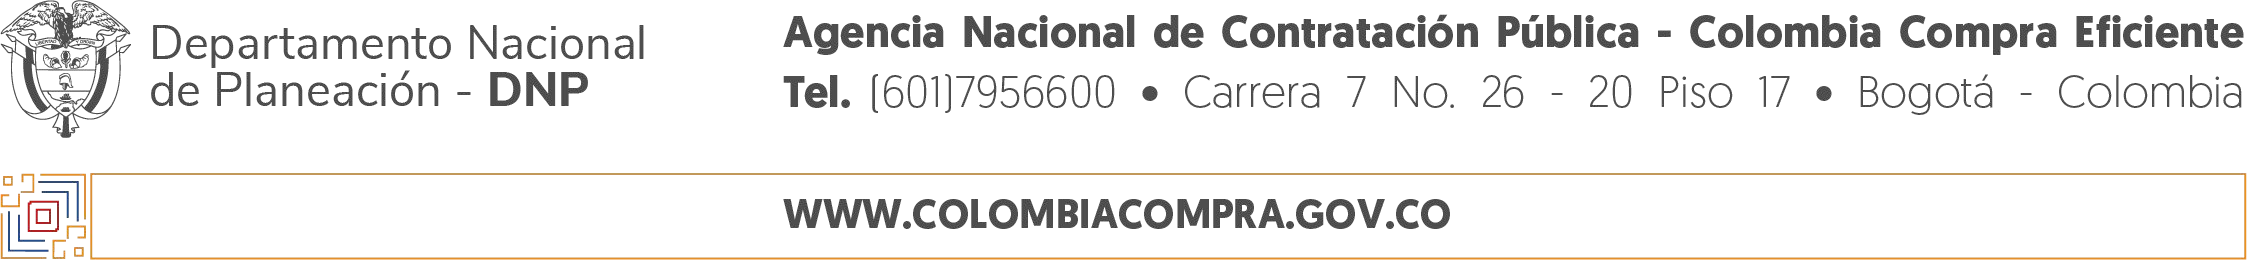 Departamento Nacional
de Planeación - DNP
Agencia Nacional de Contratación Pública - Colombia Compra Eficiente
Tel. (601)7956600 • Carrera 7 No. 26 - 20 Piso 17 • Bogotá - Colombia
WWW.COLOMBIACOMPRA.GOV.CO